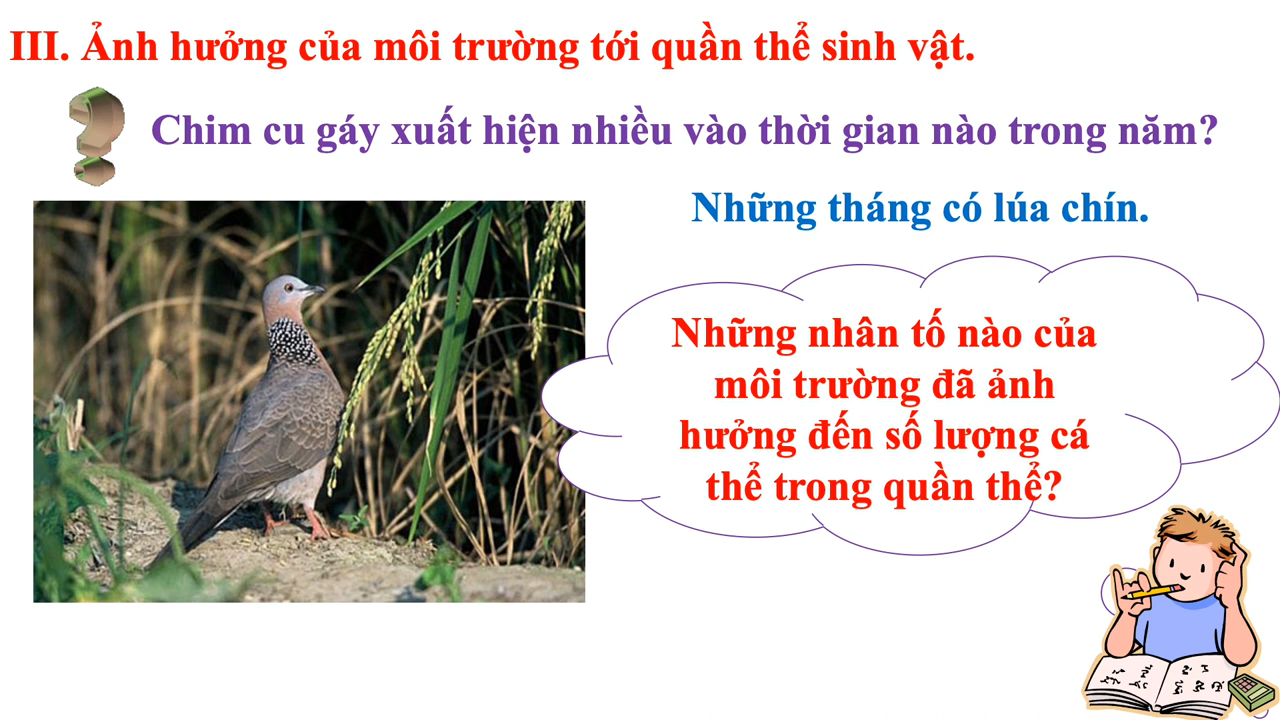 III. Ảnh hưởng của môi trường tới quần thể sinh vật.
Chim cu gáy xuất hiện nhiều vào thời gian nào trong năm?
Những tháng có lúa chín.
Những nhân tố nào của
môi trường đã ảnh
hưởng đến số lượng cá
thể trong quần thể?